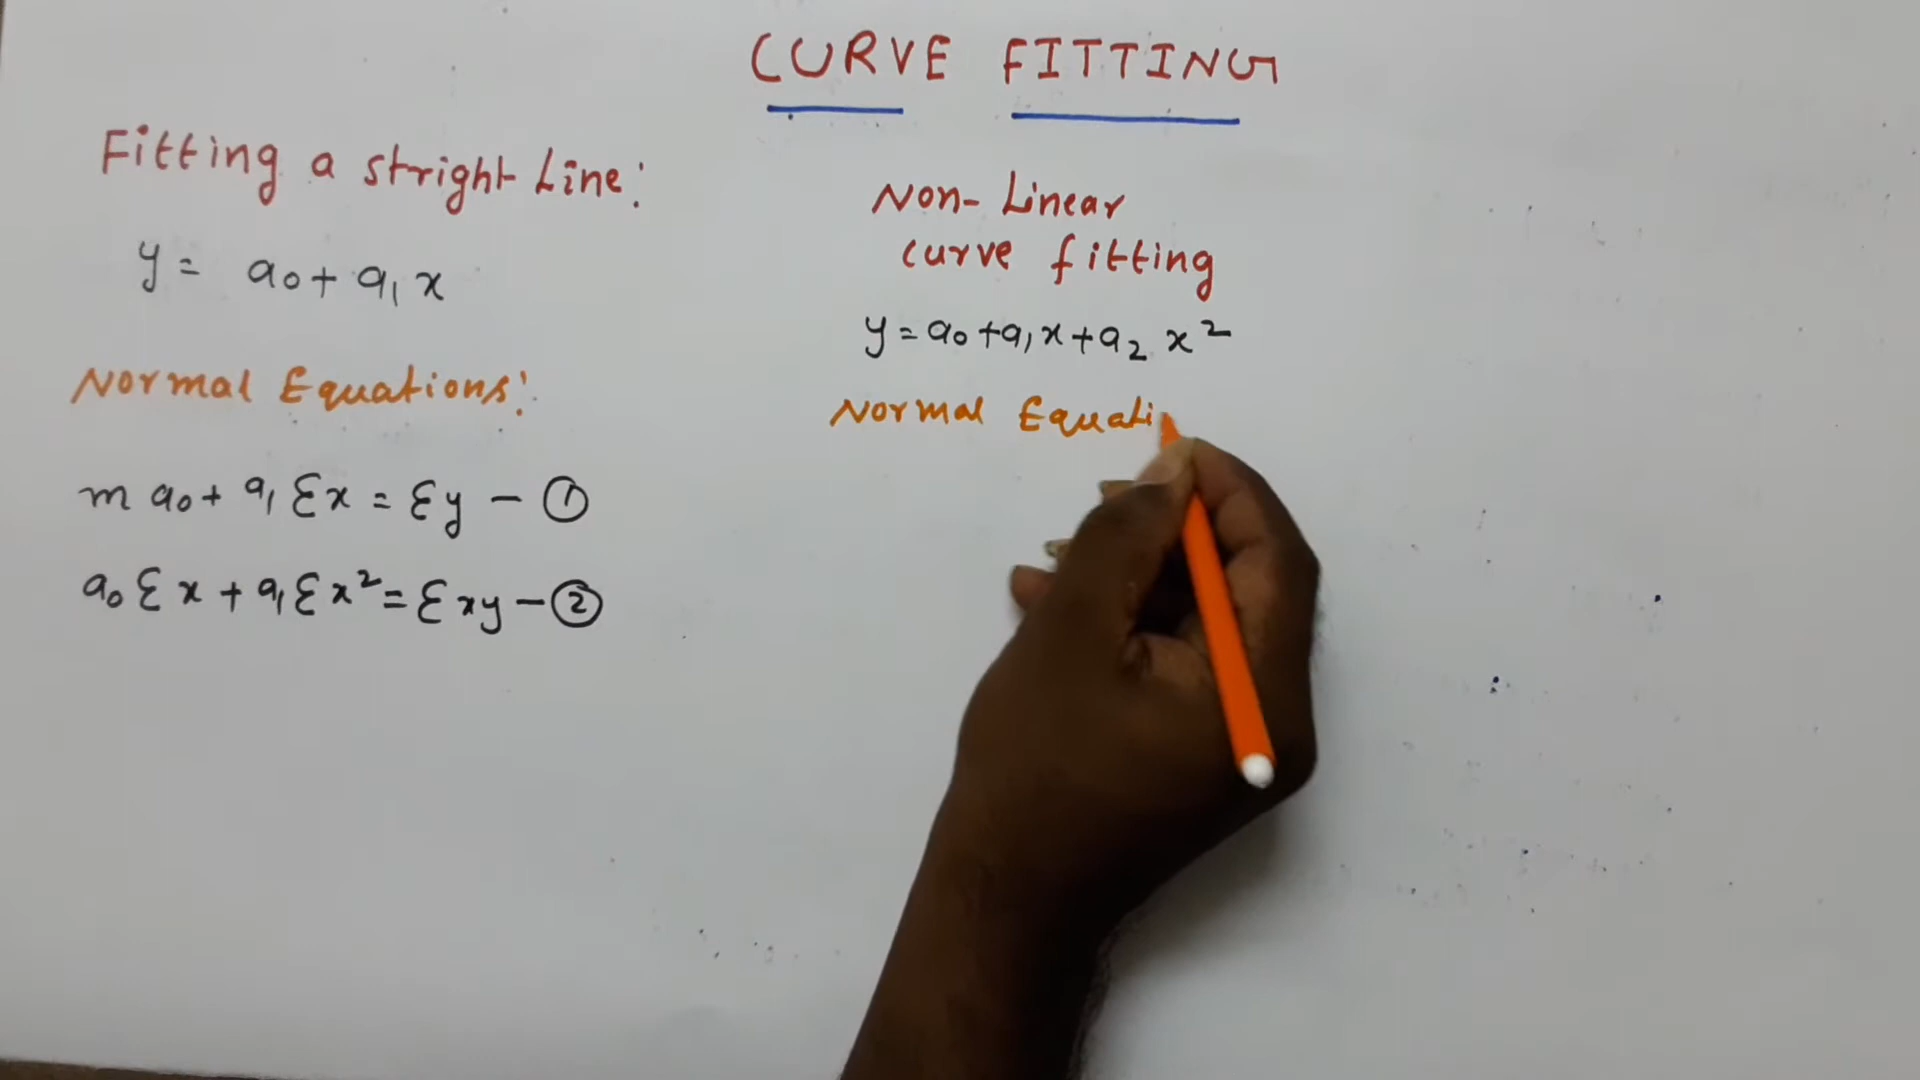 CURVE FITTING
Fitting a stright Line:
y = a₀ + a₁ x
Normal Equations:
m a₀ + a₁ Σx = Σy — ①
a₀ Σx + a₁ Σx² = Σxy — ②
Non-Linear
curve fitting
y = a₀ + a₁ x + a₂ x²
Normal Equati